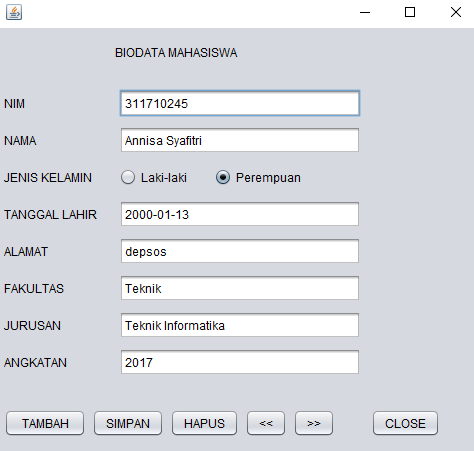 BIODATA MAHASISWA
NIM 311710245
NAMA Annisa Syafitri
JENIS KELAMIN Laki-laki Perempuan
TANGGAL LAHIR 2000-01-13
ALAMAT depsos
FAKULTAS Teknik
JURUSAN Teknik Informatika
ANGKATAN 2017
TAMBAH SIMPAN HAPUS << >> CLOSE